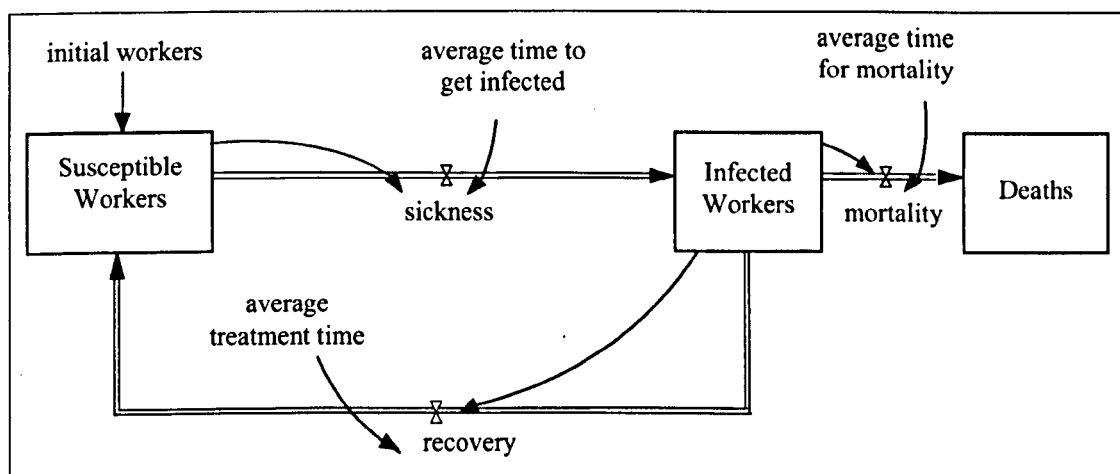 initial workers
average time to
get infected
average time
for mortality
Susceptible
Workers
sickness
Infected
Workers
mortality
Deaths
average
treatment time
recovery